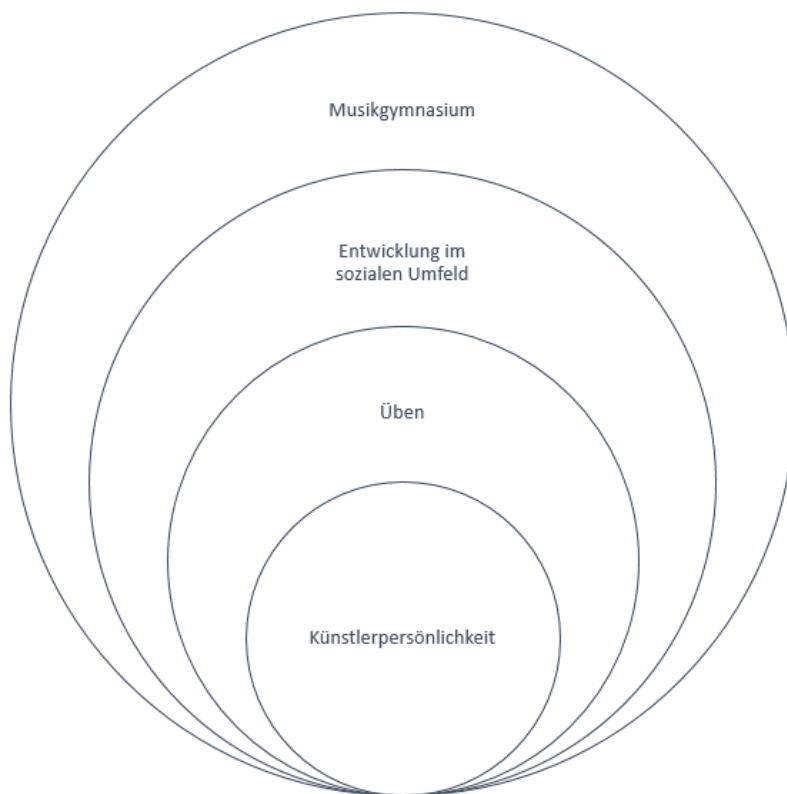 Musikgymnasium
Entwicklung im
sozialen Umfeld
Üben
Künstlerpersönlichkeit